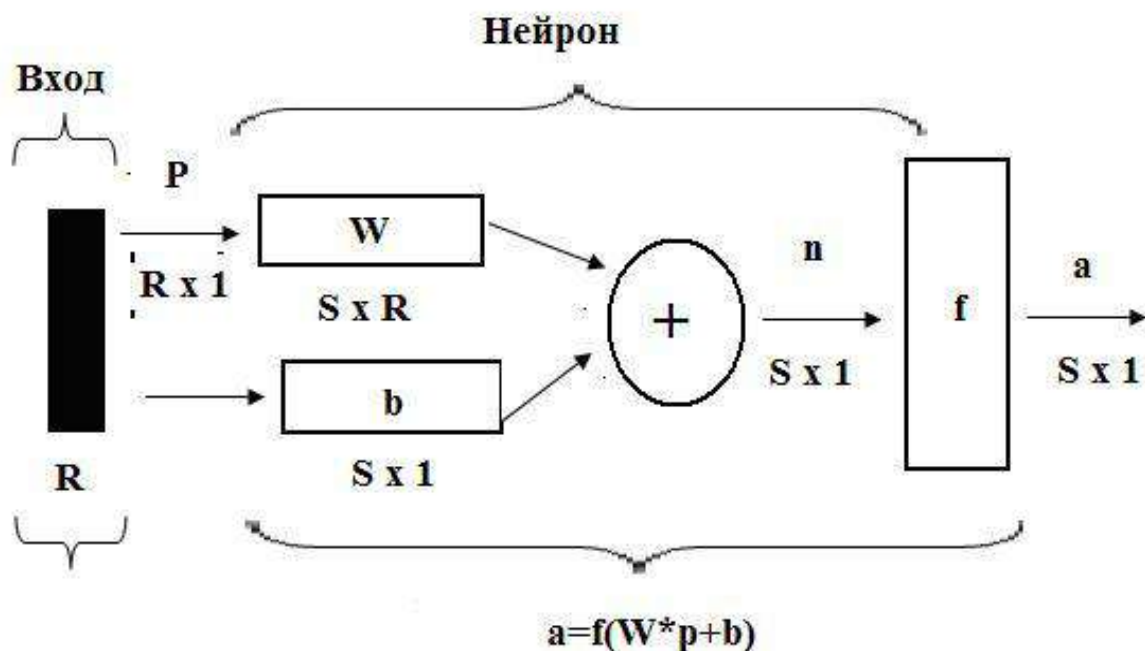 Нейрон
Вход
P
R x 1
W
S x R
b
S x 1
R
+
n
S x 1
f
a
S x 1
a=f(W*p+b)